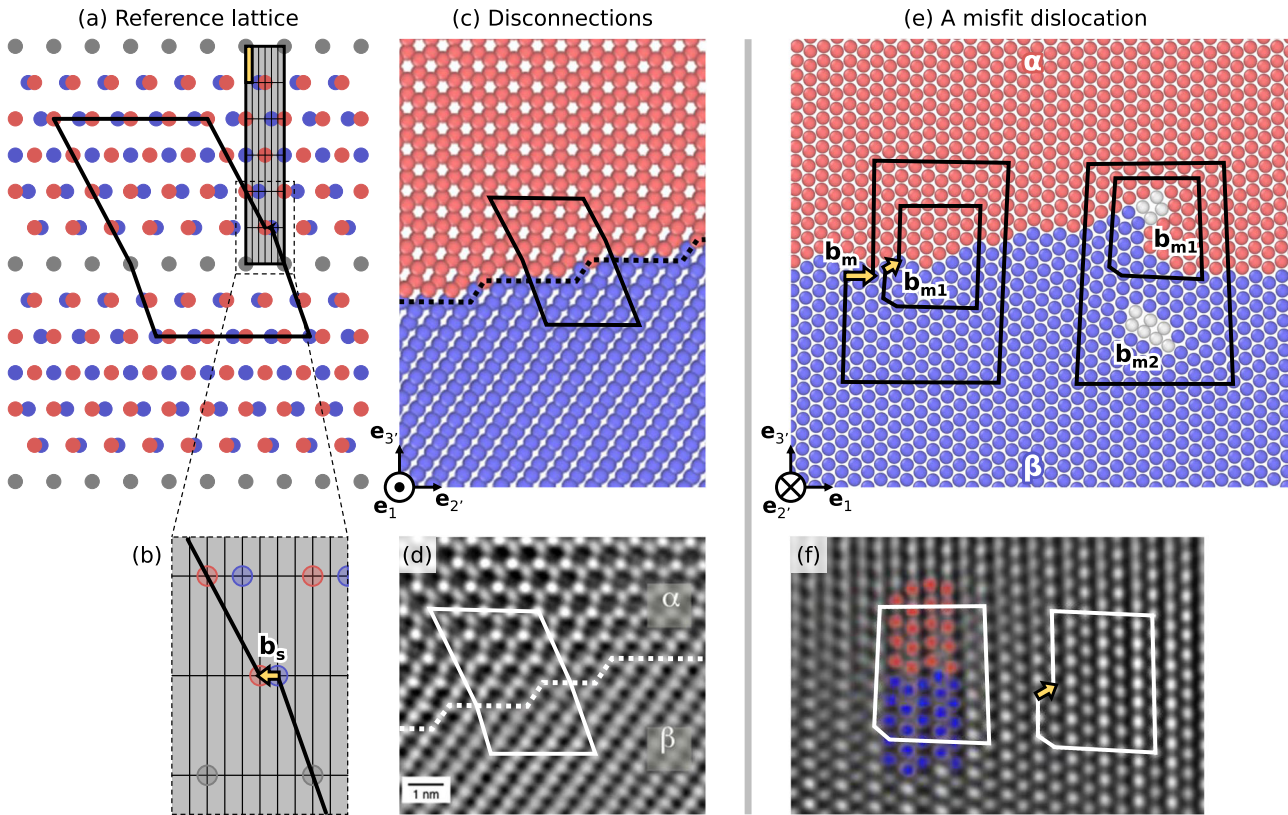 (a) Reference lattice
(c) Disconnections
(e) A misfit dislocation
α
b_m
b_m1
b_m1
b_m2
β
e_3'
e_1
e_2'
e_3'
e_2'
e_1
(b)
b_s
(d)
α
β
1 nm
(f)